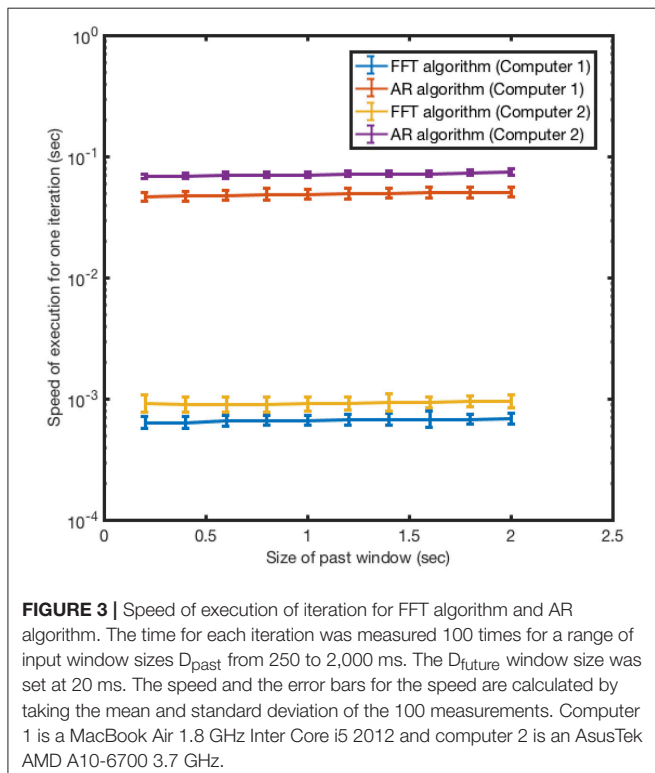 10^0
FFT algorithm (Computer 1)
AR algorithm (Computer 1)
FFT algorithm (Computer 2)
AR algorithm (Computer 2)
10^-1
10^-2
10^-3
10^-4
Speed of execution for one iteration (sec)
0 0.5 1 1.5 2 2.5
Size of past window (sec)
FIGURE 3 | Speed of execution of iteration for FFT algorithm and AR
algorithm. The time for each iteration was measured 100 times for a range of
input window sizes D_past from 250 to 2,000 ms. The D_future window size was
set at 20 ms. The speed and the error bars for the speed are calculated by
taking the mean and standard deviation of the 100 measurements. Computer
1 is a MacBook Air 1.8 GHz Inter Core i5 2012 and computer 2 is an AsusTek
AMD A10-6700 3.7 GHz.